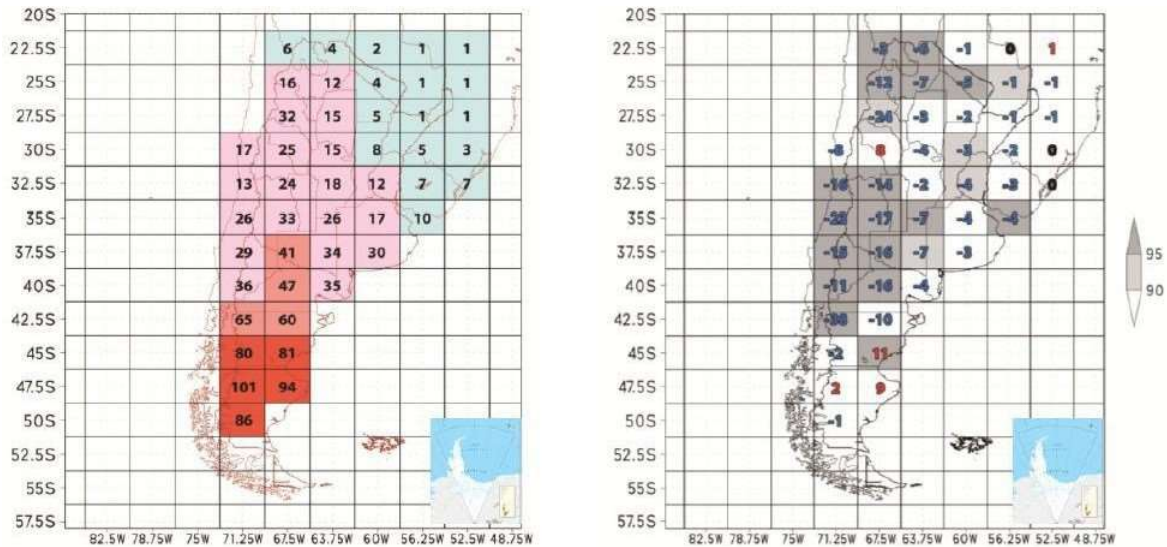 20S
22.5S 6 4 2 1 1
25S 16 12 4 1 1
27.5S 32 15 5 1 1
30S 17 25 15 8 5 3
32.5S 13 24 18 12 7 7
35S 26 33 26 17 10
37.5S 29 41 34 30
40S 36 47 35
42.5S 65 60
45S 80 81
47.5S 101 94
50S 86
52.5S
55S
57.5S
82.5W 78.75W 75W 71.25W 67.5W 63.75W 60W 56.25W 52.5W 48.75W
20S
22.5S -1 0 1
25S -12 -7 -5 -1 -1
27.5S -24 -3 -2 -1 -1
30S 8 -4 -3 -2 0
32.5S -16 -14 -2 -4 -3 0
35S -17 -7 -4 -4
37.5S -15 -16 -7 -3
40S -11 -16 -4
42.5S -10
45S -2 11
47.5S 2 9
50S -1
52.5S
55S
57.5S
82.5W 78.75W 75W 71.25W 67.5W 63.75W 60W 56.25W 52.5W 48.75W
95
90